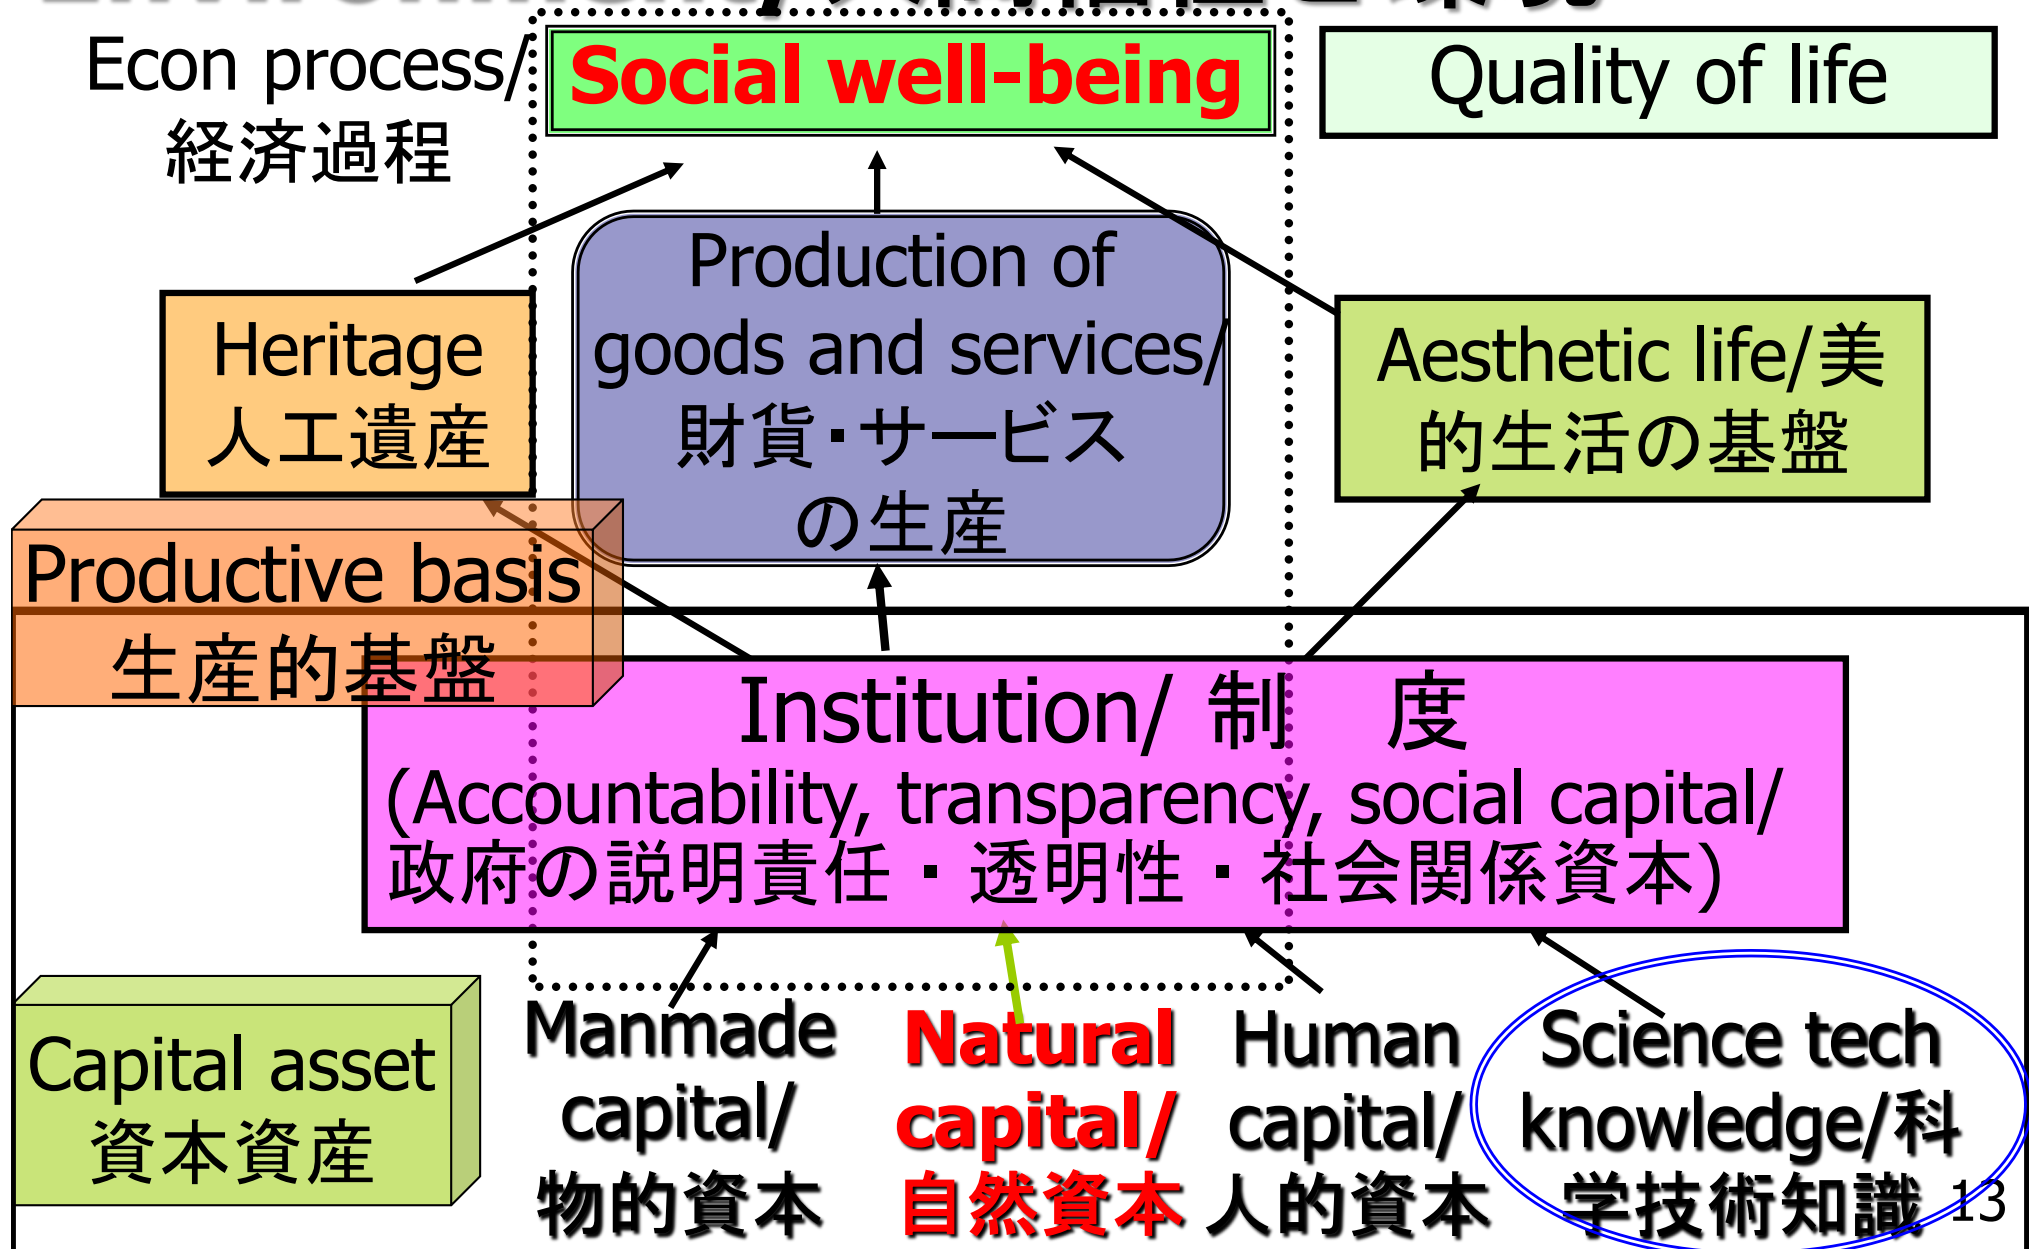 Econ process/
経済過程
Social well-being
Quality of life
Production of
goods and services/
財貨・サービス
の生産
Heritage
人工遺産
Aesthetic life/美
的生活の基盤
Productive basis
生産的基盤
Institution/ 制　度
(Accountability, transparency, social capital/
政府の説明責任・透明性・社会関係資本)
Capital asset
資本資産
Manmade
capital/
物的資本
Natural
capital/
自然資本
Human
capital/
人的資本
Science tech
knowledge/科
学技術知識
13